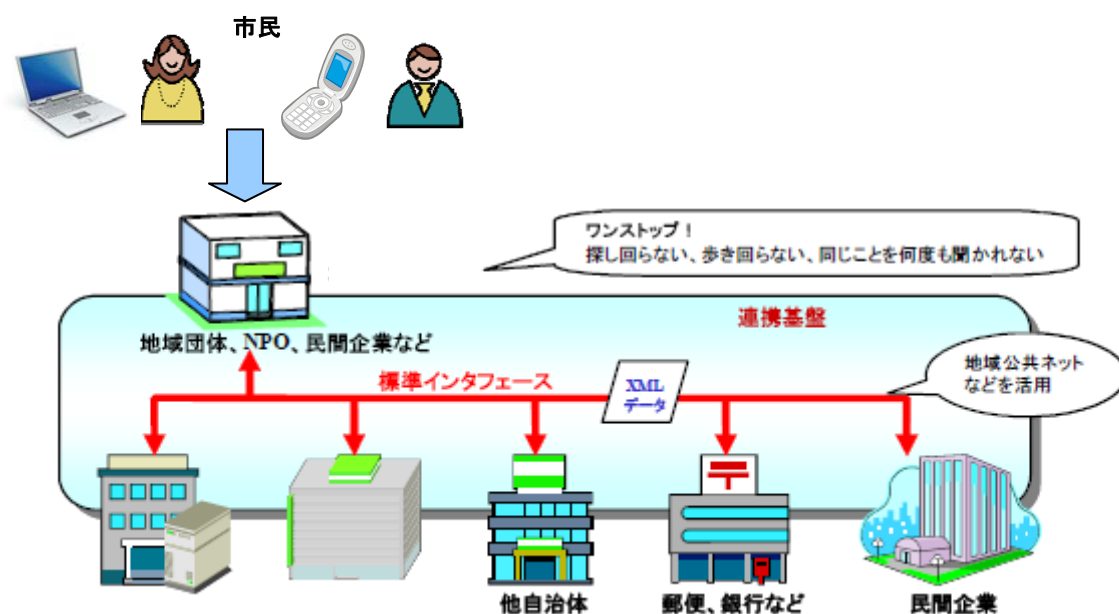 市民
ワンストップ！
探し回らない、歩き回らない、同じことを何度も聞かれない
連携基盤
地域団体、NPO、民間企業など
地域公共ネット
などを活用
標準インタフェース
XML
データ
他自治体
郵便、銀行など
民間企業